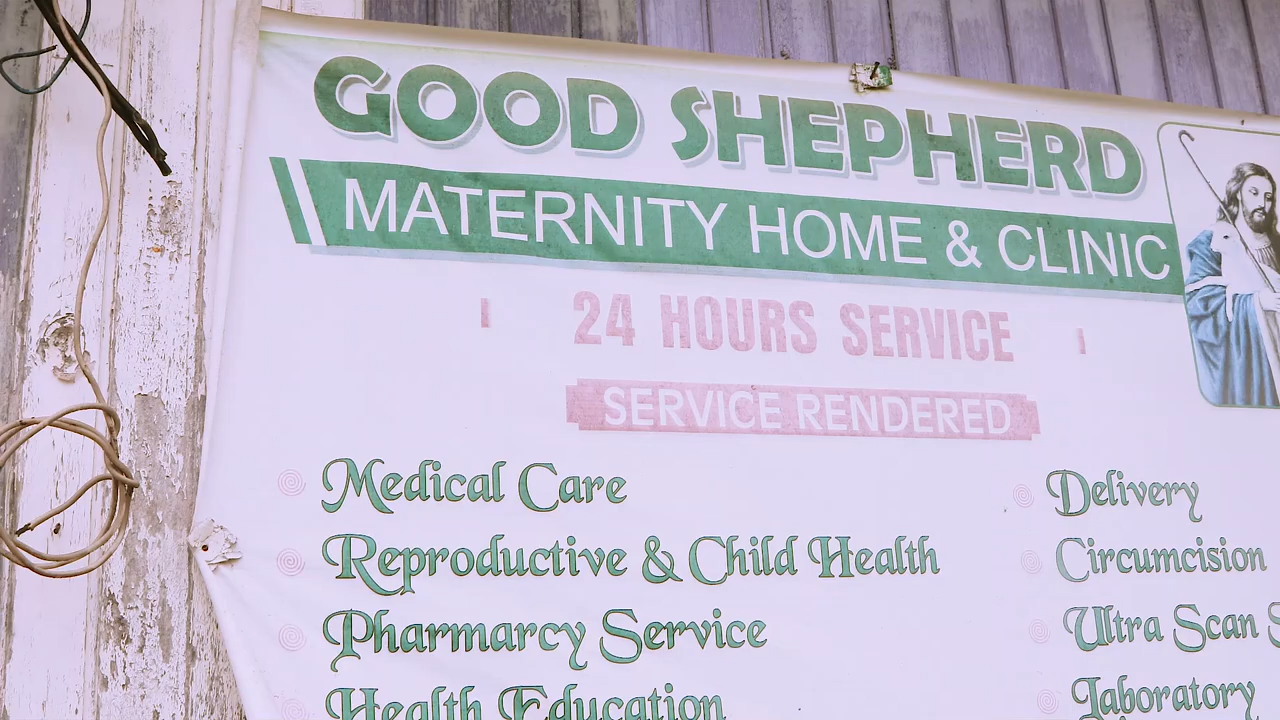 GOOD SHEPHERD
MATERNITY HOME & CLINIC
24 HOURS SERVICE
SERVICE RENDERED
Medical Care
Reproductive & Child Health
Pharmarcy Service
Health Education
Delivery
Circumcision
Ultra Scan S
Laboratory